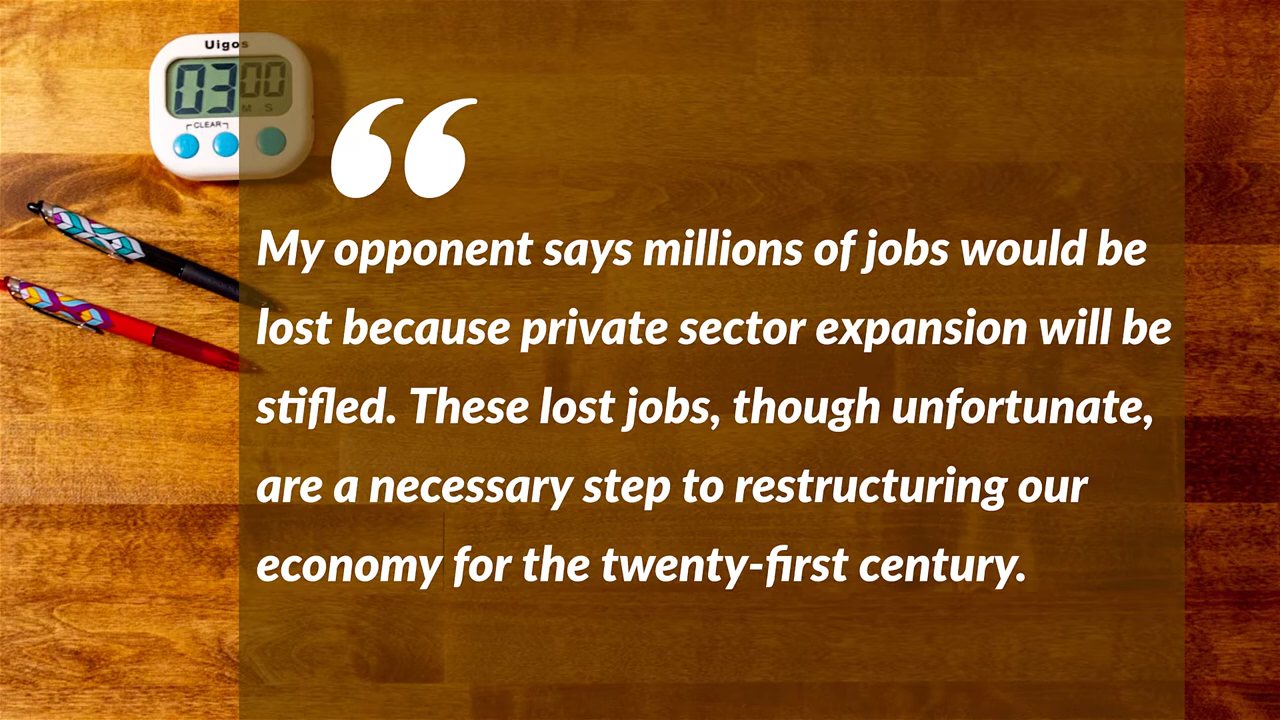 Uigos
03 00
M S
CLEAR
“
My opponent says millions of jobs would be
lost because private sector expansion will be
stifled. These lost jobs, though unfortunate,
are a necessary step to restructuring our
economy for the twenty-first century.